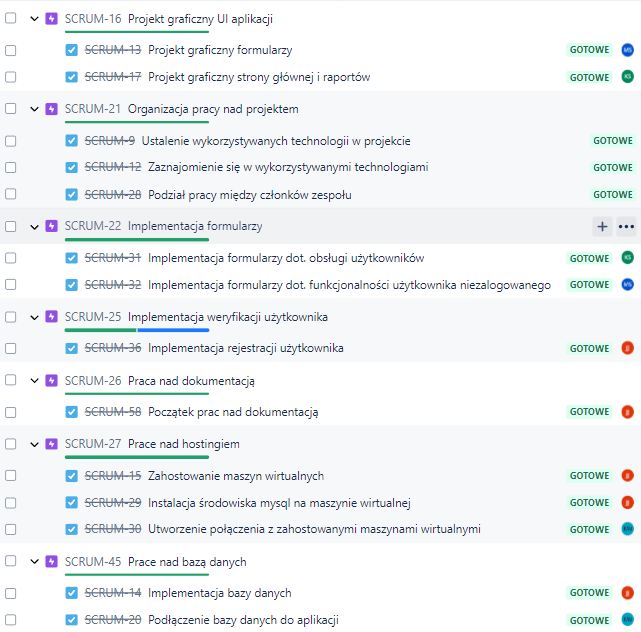 SCRUM-16 Projekt graficzny UI aplikacji
SCRUM-13 Projekt graficzny formularzy GOTOWE MS
SCRUM-17 Projekt graficzny strony głównej i raportów GOTOWE KS
SCRUM-21 Organizacja pracy nad projektem
SCRUM-9 Ustalenie wykorzystywanych technologii w projekcie GOTOWE
SCRUM-12 Zaznajomienie się w wykorzystywanymi technologiami GOTOWE
SCRUM-28 Podział pracy między członków zespołu GOTOWE
SCRUM-22 Implementacja formularzy
SCRUM-31 Implementacja formularzy dot. obsługi użytkowników GOTOWE KS
SCRUM-32 Implementacja formularzy dot. funkcjonalności użytkownika niezalogowanego GOTOWE MS
SCRUM-25 Implementacja weryfikacji użytkownika
SCRUM-36 Implementacja rejestracji użytkownika GOTOWE
SCRUM-26 Praca nad dokumentacją
SCRUM-58 Początek prac nad dokumentacją GOTOWE
SCRUM-27 Prace nad hostingiem
SCRUM-15 Zahostowanie maszyn wirtualnych GOTOWE
SCRUM-29 Instalacja środowiska mysql na maszynie wirtualnej GOTOWE
SCRUM-30 Utworzenie połączenia z zahostowanymi maszynami wirtualnymi GOTOWE
SCRUM-45 Prace nad bazą danych
SCRUM-14 Implementacja bazy danych GOTOWE
SCRUM-20 Podłączenie bazy danych do aplikacji GOTOWE